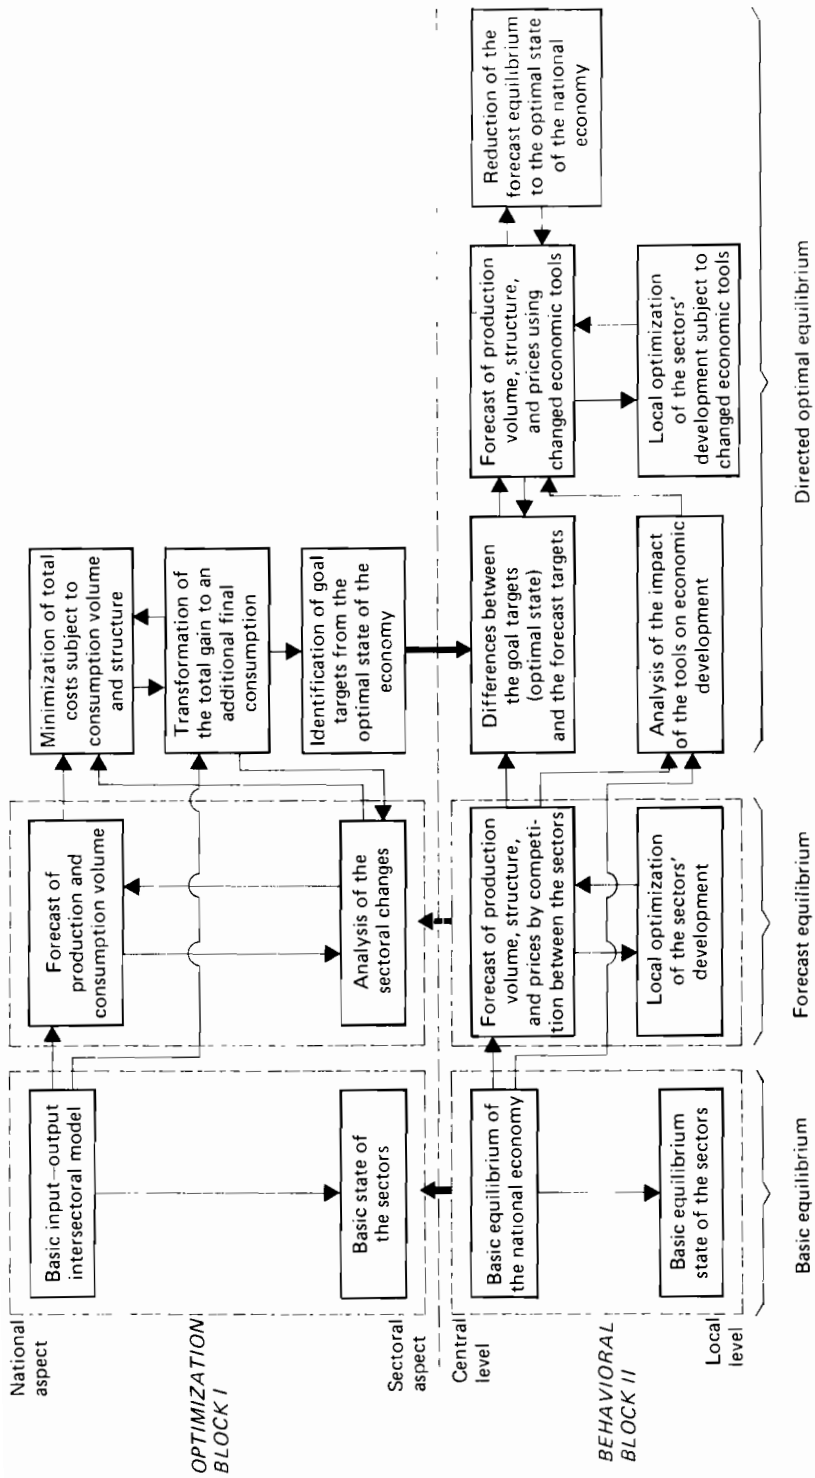 National
aspect
OPTIMIZATION
BLOCK I
Sectoral
aspect
Central
level
BEHAVIORAL
BLOCK II
Local
level
Basic input—output
intersectoral model
Basic state of
the sectors
Forecast of
production and
consumption volume
Analysis of the
sectoral changes
Minimization of total
costs subject to
consumption volume
and structure
Transformation of
the total gain to an
additional final
consumption
Identification of goal
targets from the
optimal state of the
economy
Basic equilibrium of
the national economy
Basic equilibrium
state of the sectors
Forecast of production
volume, structure,
and prices by competi-
tion between the sectors
Local optimization
of the sectors'
development
Differences between
the goal targets
(optimal state)
and the forecast targets
Analysis of the impact
of the tools on economic
development
Forecast of production
volume, structure,
and prices using
changed economic tools
Local optimization
of the sectors'
development subject to
changed economic tools
Reduction of the
forecast equilibrium
to the optimal state
of the national
economy
Basic equilibrium
Forecast equilibrium
Directed optimal equilibrium